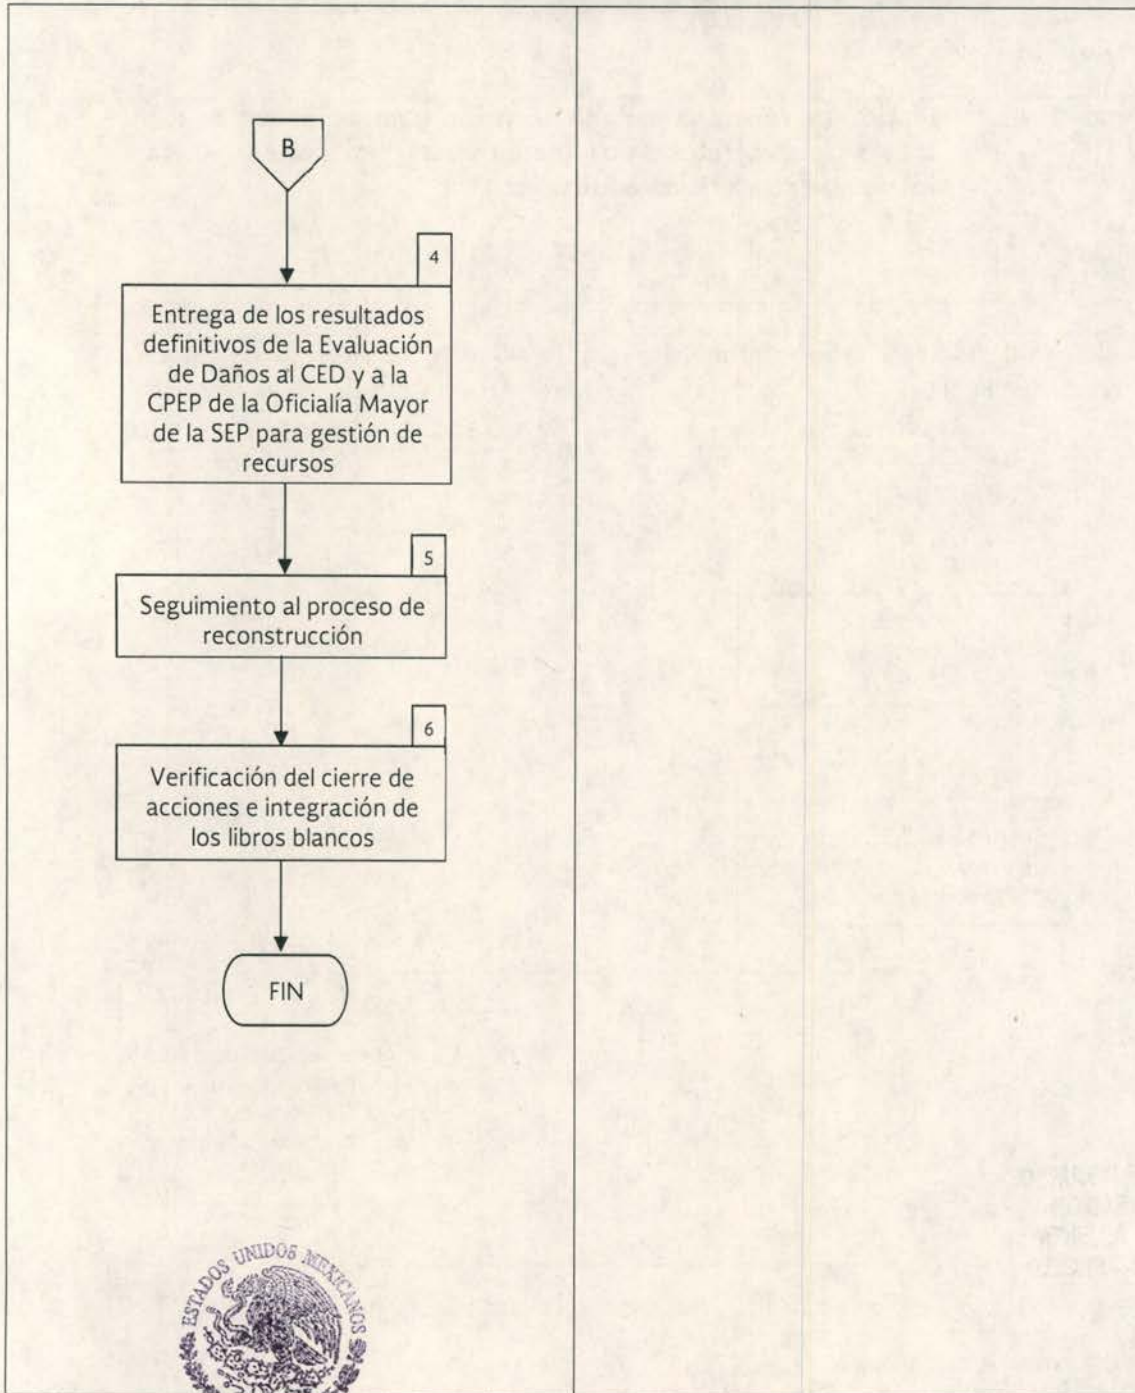 B
4
Entrega de los resultados
definitivos de la Evaluación
de Daños al CED y a la
CPEP de la Oficialía Mayor
de la SEP para gestión de
recursos
5
Seguimiento al proceso de
reconstrucción
6
Verificación del cierre de
acciones e integración de
los libros blancos
FIN
ESTADOS UNIDOS MEXICANOS